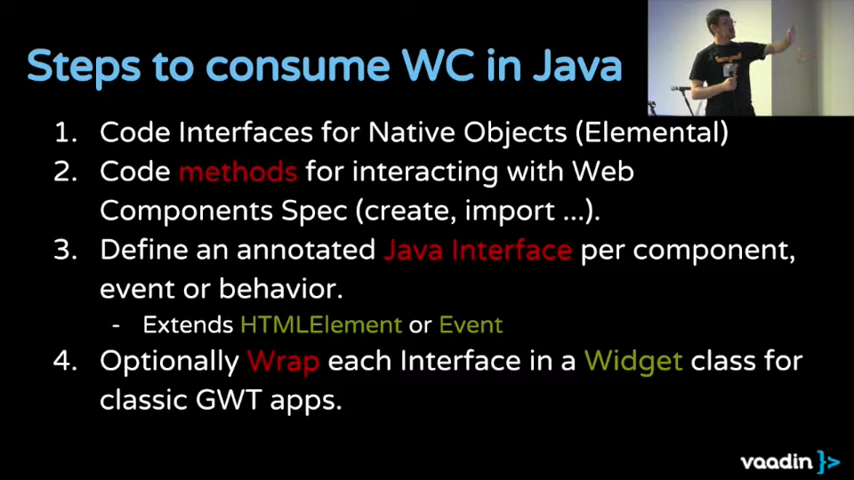 Steps to consume WC in Java
1. Code Interfaces for Native Objects (Elemental)
2. Code methods for interacting with Web
Components Spec (create, import ...).
3. Define an annotated Java Interface per component,
event or behavior.
- Extends HTMLElement or Event
4. Optionally Wrap each Interface in a Widget class for
classic GWT apps.
vaadin }>